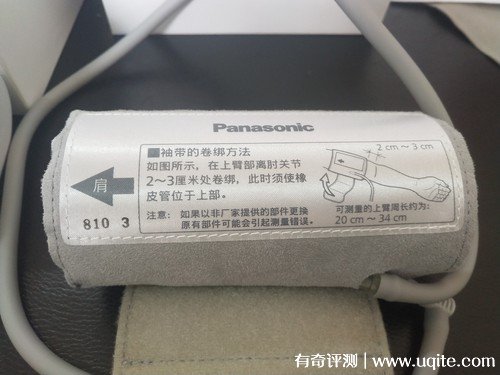 Panasonic
■袖带的卷绑方法
如图所示，在上臂部离肘关节
2～3厘米处卷绑，此时须使橡
皮管位于上部。
注意： 如果以非厂家提供的部件更换
原有部件可能会引起测量错误。
肩
810 3
2 cm ～ 3 cm
可测量的上臂周长约为:
20 cm ～ 34 cm
有奇评测 | www.uqite.com